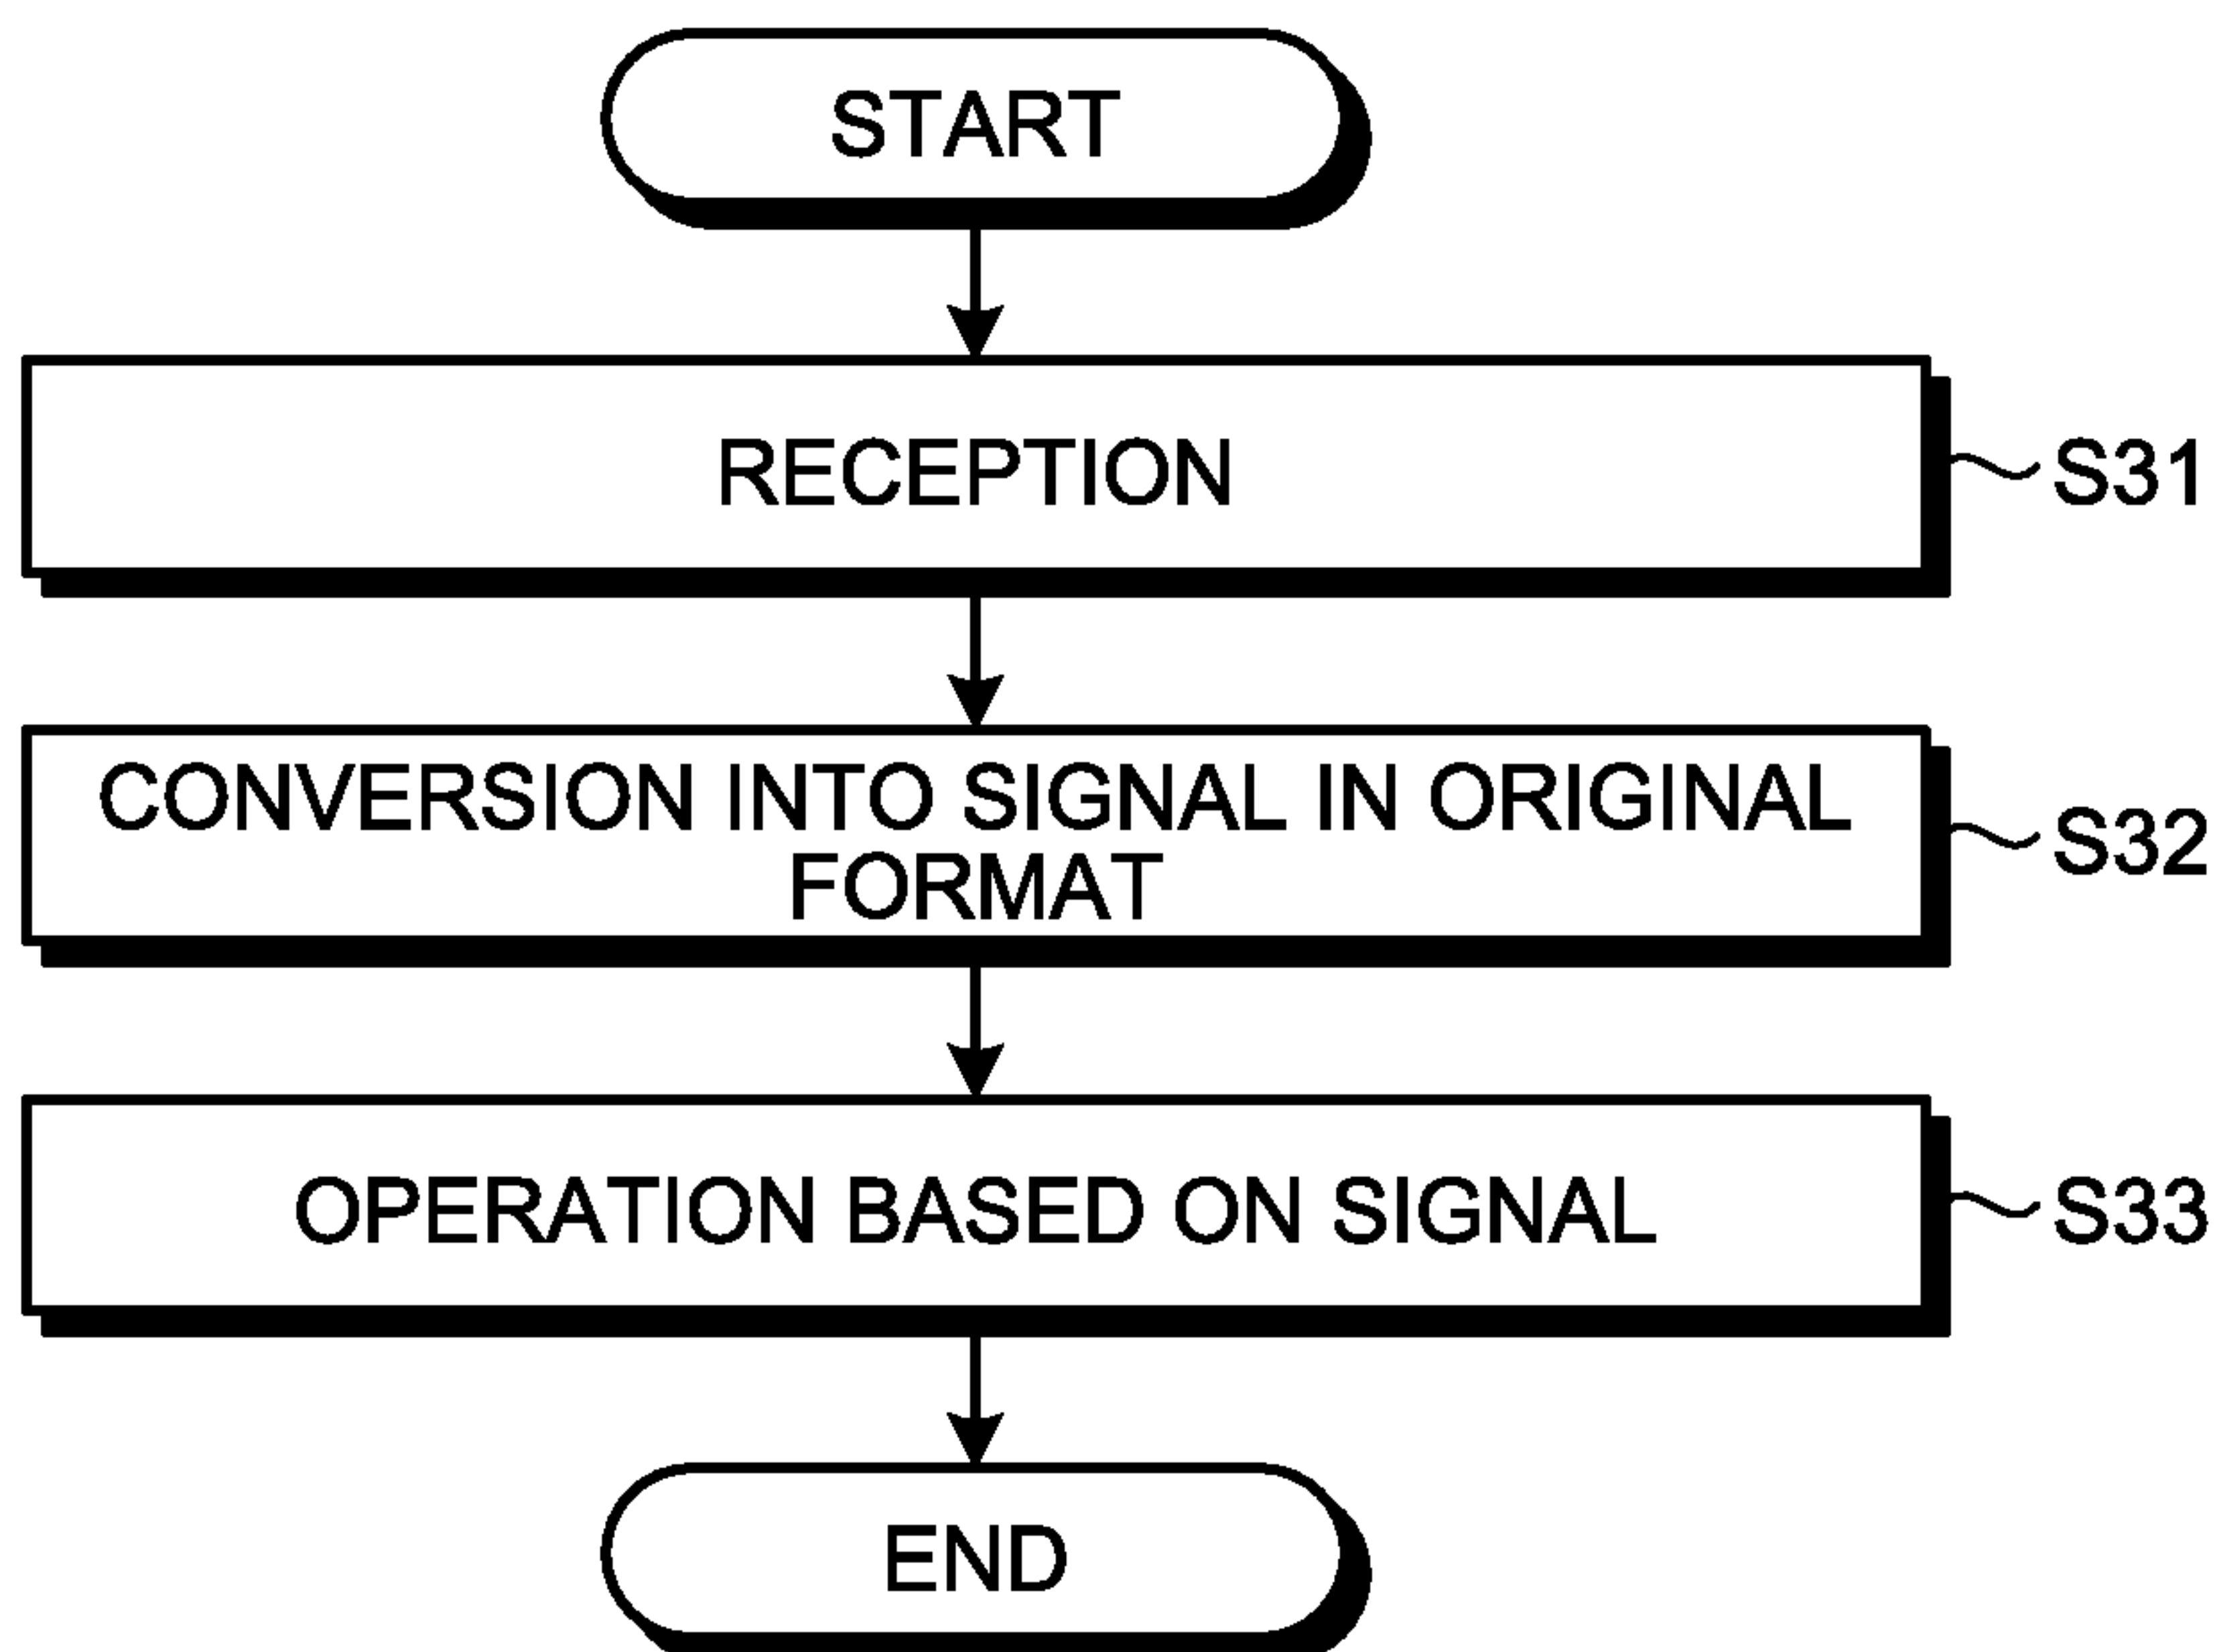 START
RECEPTION
S31
CONVERSION INTO SIGNAL IN ORIGINAL
FORMAT
S32
OPERATION BASED ON SIGNAL
S33
END